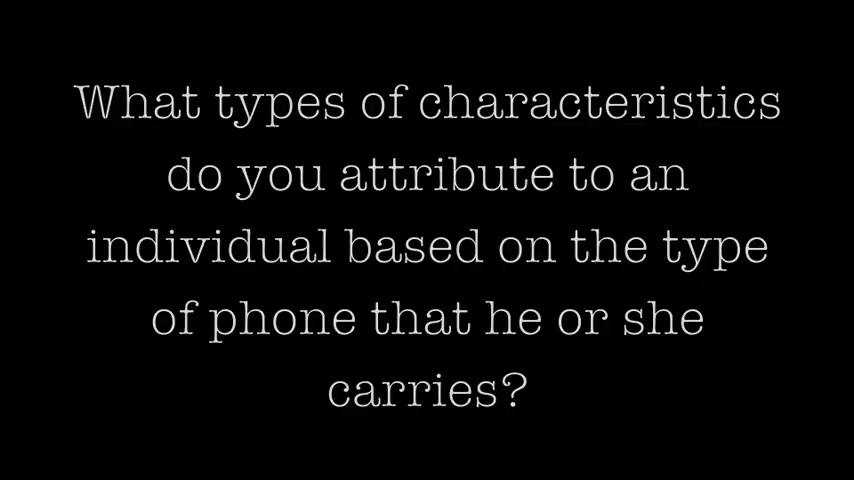 What types of characteristics
do you attribute to an
individual based on the type
of phone that he or she
carries?